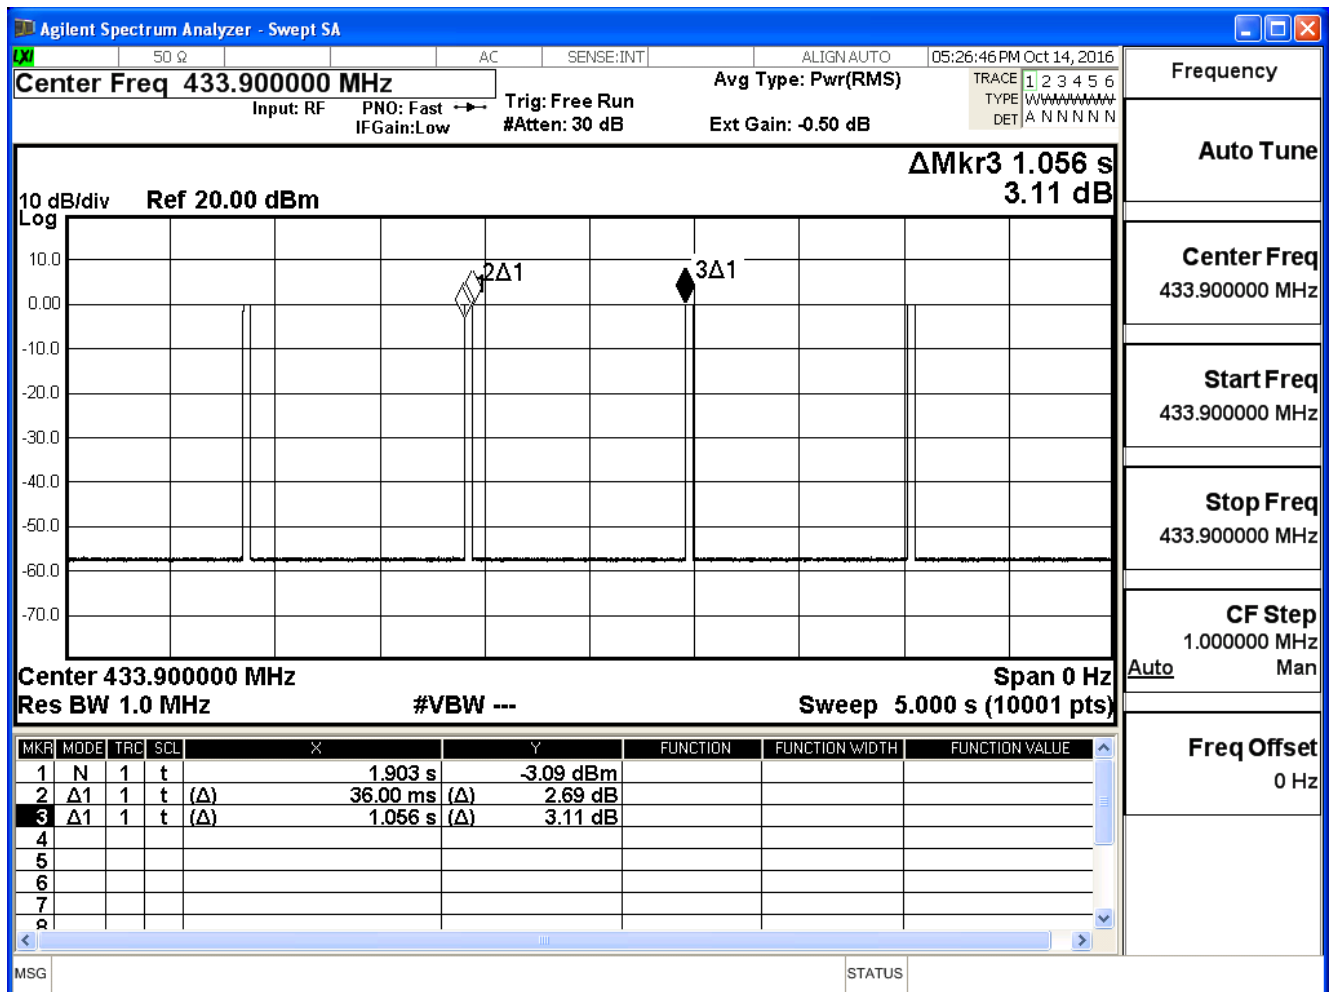 Agilent Spectrum Analyzer - Swept SA
LXI 50 Ω AC SENSE:INT ALIGN AUTO 05:26:46 PM Oct 14, 2016
Center Freq 433.900000 MHz
Input: RF PNO: Fast
IFGain:Low
Trig: Free Run
#Atten: 30 dB
Avg Type: Pwr(RMS)
Ext Gain: -0.50 dB
TRACE 1 2 3 4 5 6
TYPE W
DET A N N N N N
ΔMkr3 1.056 s
3.11 dB
10 dB/div Ref 20.00 dBm
Log
10.0
0.00
-10.0
-20.0
-30.0
-40.0
-50.0
-60.0
-70.0
2Δ1
1
3Δ1
Center 433.900000 MHz Span 0 Hz
Res BW 1.0 MHz #VBW --- Sweep 5.000 s (10001 pts)
MKR MODE TRC SCL X Y FUNCTION FUNCTION WIDTH FUNCTION VALUE
1 N 1 t 1.903 s -3.09 dBm
2 Δ1 1 t (Δ) 36.00 ms (Δ) 2.69 dB
3 Δ1 1 t (Δ) 1.056 s (Δ) 3.11 dB
4
5
6
7
8
MSG STATUS
Frequency
Auto Tune
Center Freq
433.900000 MHz
Start Freq
433.900000 MHz
Stop Freq
433.900000 MHz
CF Step
1.000000 MHz
Auto Man
Freq Offset
0 Hz